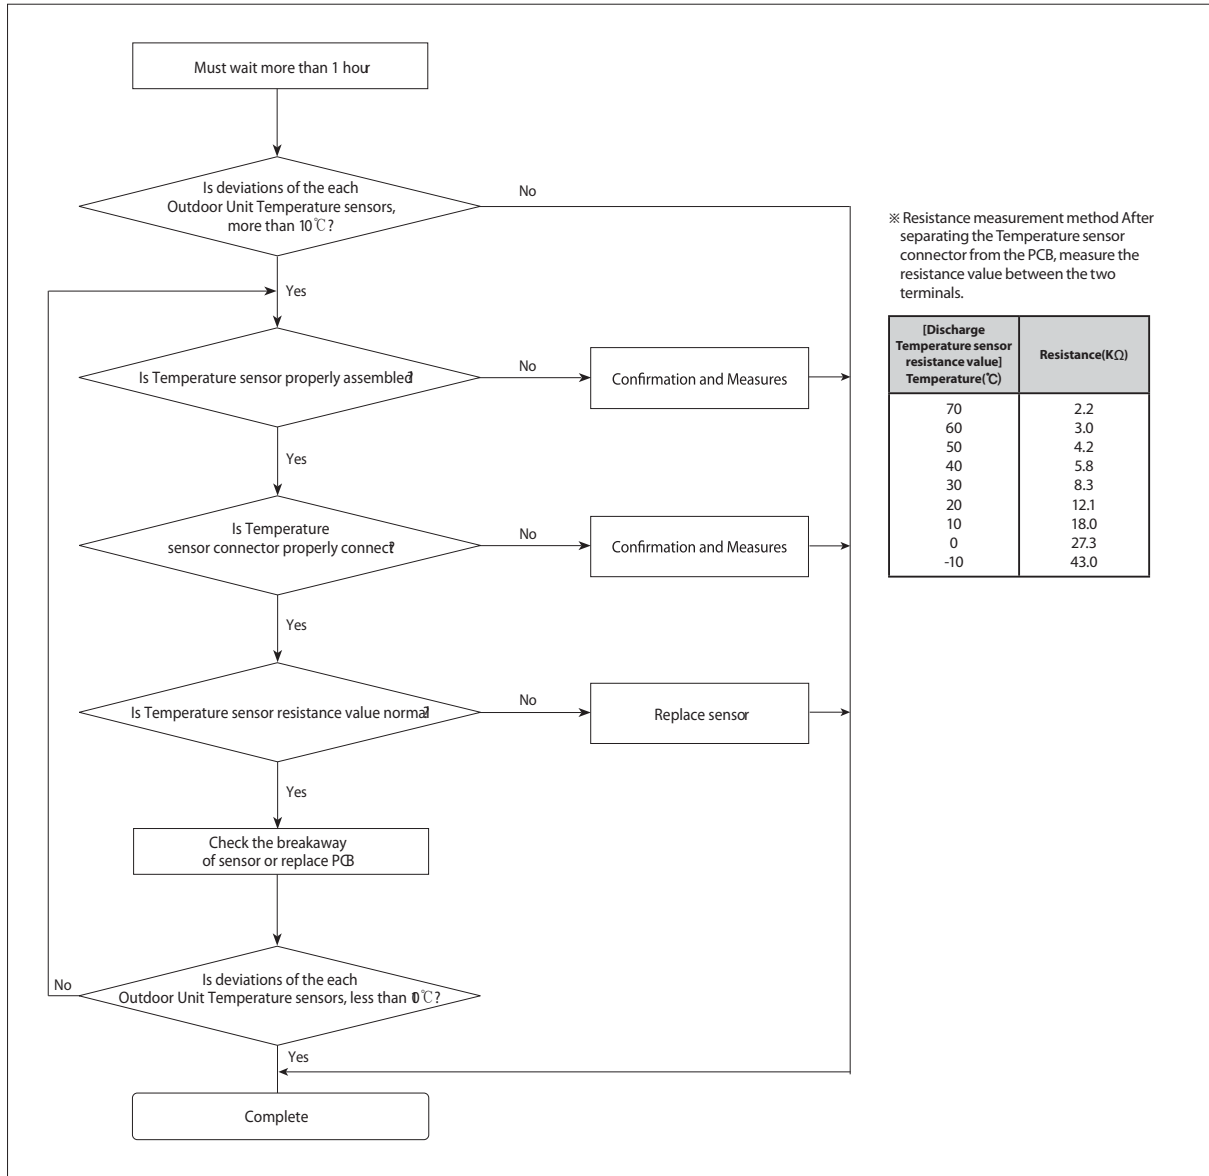 Must wait more than 1 hour
Is deviations of the each
Outdoor Unit Temperature sensors,
more than 10℃?
No
Yes
Is Temperature sensor properly assembled?
No
Confirmation and Measures
Yes
Is Temperature
sensor connector properly connect?
No
Confirmation and Measures
Yes
Is Temperature sensor resistance value normal?
No
Replace sensor
Yes
Check the breakaway
of sensor or replace PCB
Is deviations of the each
Outdoor Unit Temperature sensors, less than 10℃?
No
Yes
Complete
※ Resistance measurement method After
separating the Temperature sensor
connector from the PCB, measure the
resistance value between the two
terminals.
[Discharge
Temperature sensor
resistance value]
Temperature(℃)
Resistance(KΩ)
70 2.2
60 3.0
50 4.2
40 5.8
30 8.3
20 12.1
10 18.0
0 27.3
-10 43.0